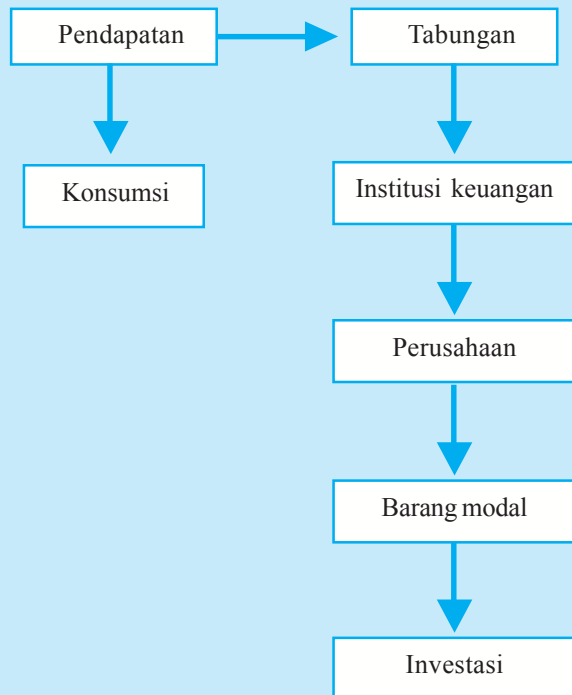 Pendapatan
Tabungan
Konsumsi
Institusi keuangan
Perusahaan
Barang modal
Investasi